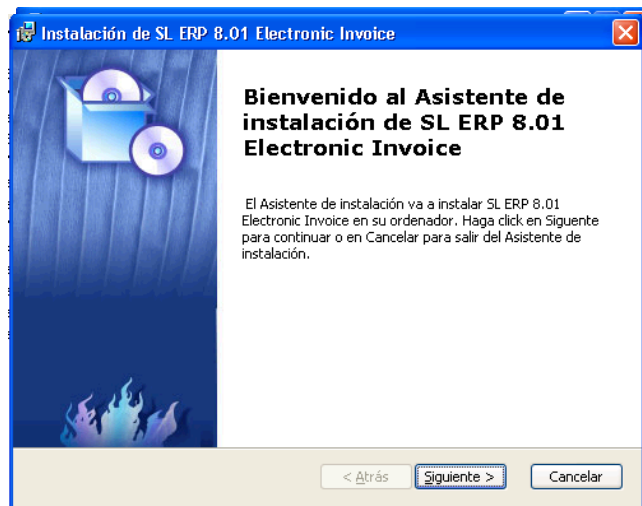 Instalación de SL ERP 8.01 Electronic Invoice
Bienvenido al Asistente de
instalación de SL ERP 8.01
Electronic Invoice
El Asistente de instalación va a instalar SL ERP 8.01
Electronic Invoice en su ordenador. Haga click en Siguente
para continuar o en Cancelar para salir del Asistente de
instalación.
< Atrás Siguiente > Cancelar